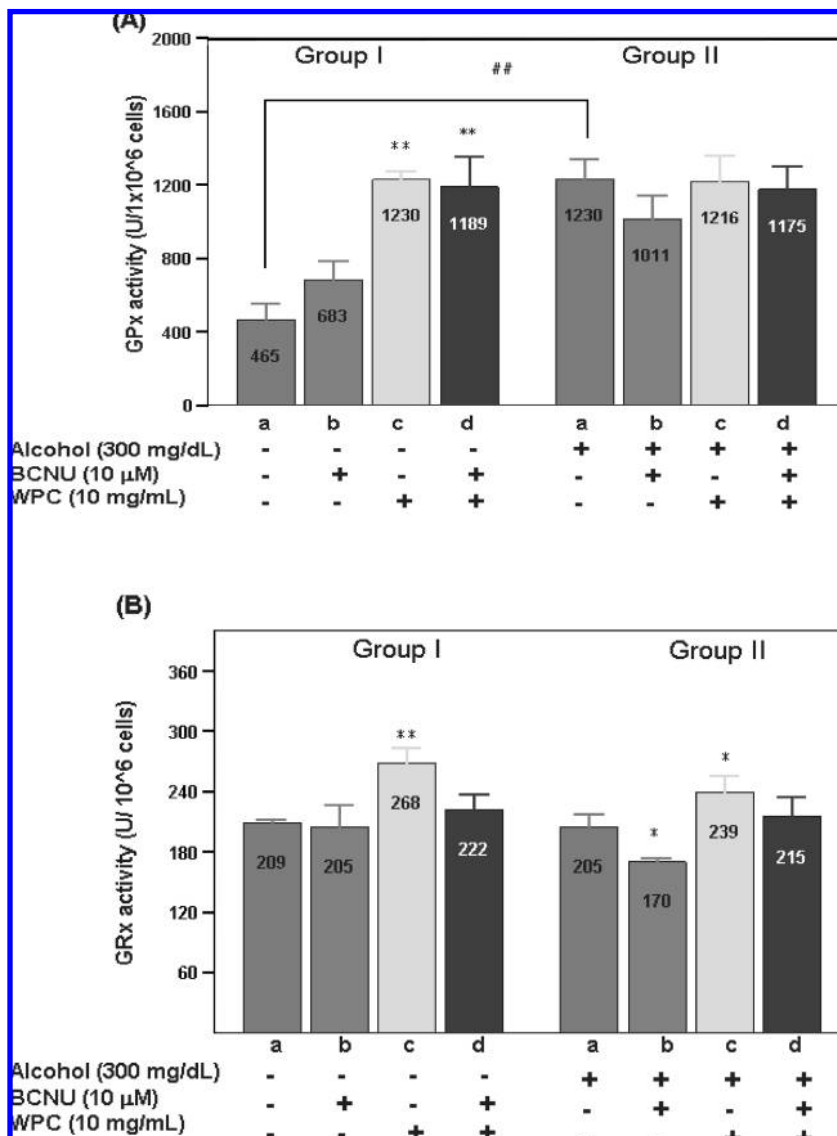 (A)
2000
1600
1200
800
400
0
GPx activity (U/1x10^6 cells)
Group I
Group II
##
** **
465 683 1230 1189 1230 1011 1216 1175
a b c d a b c d
Alcohol (300 mg/dL) - - - - + + + +
BCNU (10 µM) - + - + - + - +
WPC (10 mg/mL) - - + + - - + +
(B)
Group I
Group II
360
300
240
180
120
60
GRx activity (U/ 10^6 cells)
** * *
209 205 268 222 205 170 239 215
a b c d a b c d
Alcohol (300 mg/dL) - - - - + + + +
BCNU (10 µM) - + - + - + - +
WPC (10 mg/mL) - - + + - - + +